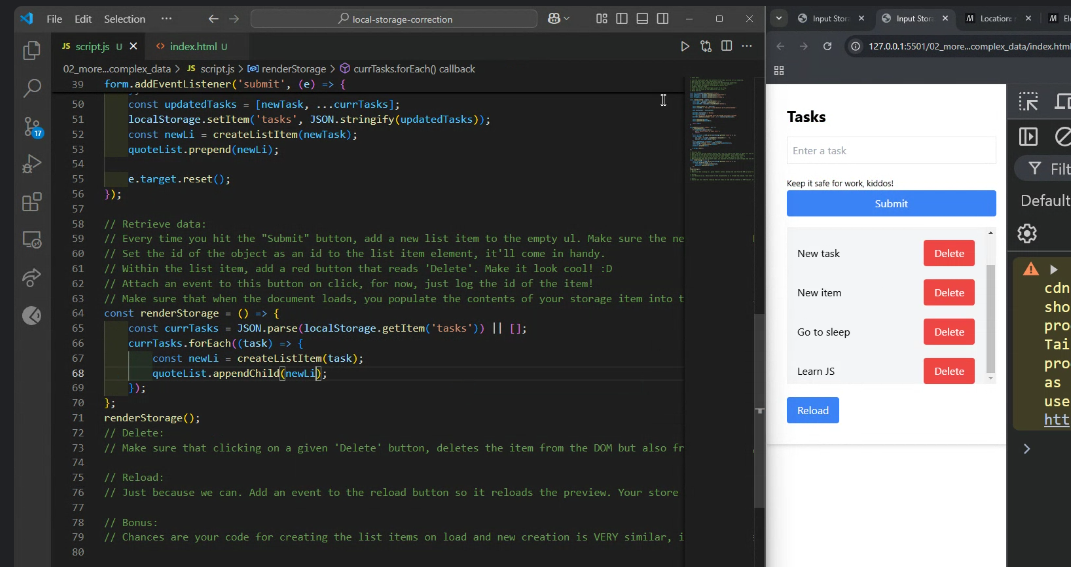 File Edit Selection ··· local-storage-correction
JS script.js U × <> index.html U
02_more...complex_data > JS script.js > renderStorage > currTasks.forEach() callback
39 form.addEventListener('submit', (e) => {
50 const updatedTasks = [newTask, ...currTasks];
51 localStorage.setItem('tasks', JSON.stringify(updatedTasks));
52 const newLi = createListItem(newTask);
53 quoteList.prepend(newLi);
54
55 e.target.reset();
56 });
57
58 // Retrieve data:
59 // Every time you hit the "Submit" button, add a new list item to the empty ul. Make sure the ne
60 // Set the id of the object as an id to the list item element, it'll come in handy.
61 // Within the list item, add a red button that reads 'Delete'. Make it look cool! :D
62 // Attach an event to this button on click, for now, just log the id of the item!
63 // Make sure that when the document loads, you populate the contents of your storage item into t
64 const renderStorage = () => {
65 const currTasks = JSON.parse(localStorage.getItem('tasks')) || [];
66 currTasks.forEach((task) => {
67 const newLi = createListItem(task);
68 quoteList.appendChild(newLi);
69 });
70 };
71 renderStorage();
72 // Delete:
73 // Make sure that clicking on a given 'Delete' button, deletes the item from the DOM but also fr
74
75 // Reload:
76 // Just because we can. Add an event to the reload button so it reloads the preview. Your store
77
78 // Bonus:
79 // Chances are your code for creating the list items on load and new creation is VERY similar, i
80
17
Input Stora × Input Stora × M Location: × M Ele
127.0.0.1:5501/02_more...complex_data/index.html
Tasks
Enter a task
Keep it safe for work, kiddos!
Submit
New task Delete
New item Delete
Go to sleep Delete
Learn JS Delete
Reload
Filt
Default
cdn
sho
pro
Tai
pro
as
use
htt